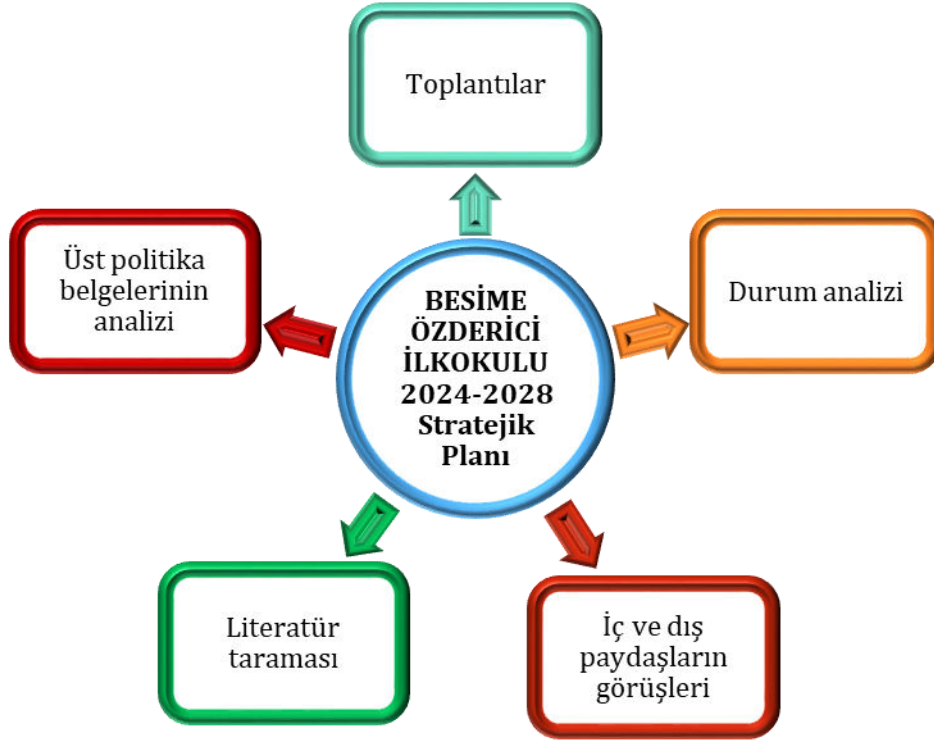 Toplantılar
Üst politika
belgelerinin
analizi
Durum analizi
BESİME
ÖZDERİCİ
İLKOKULU
2024-2028
Stratejik
Planı
Literatür
taraması
İç ve dış
paydaşların
görüşleri